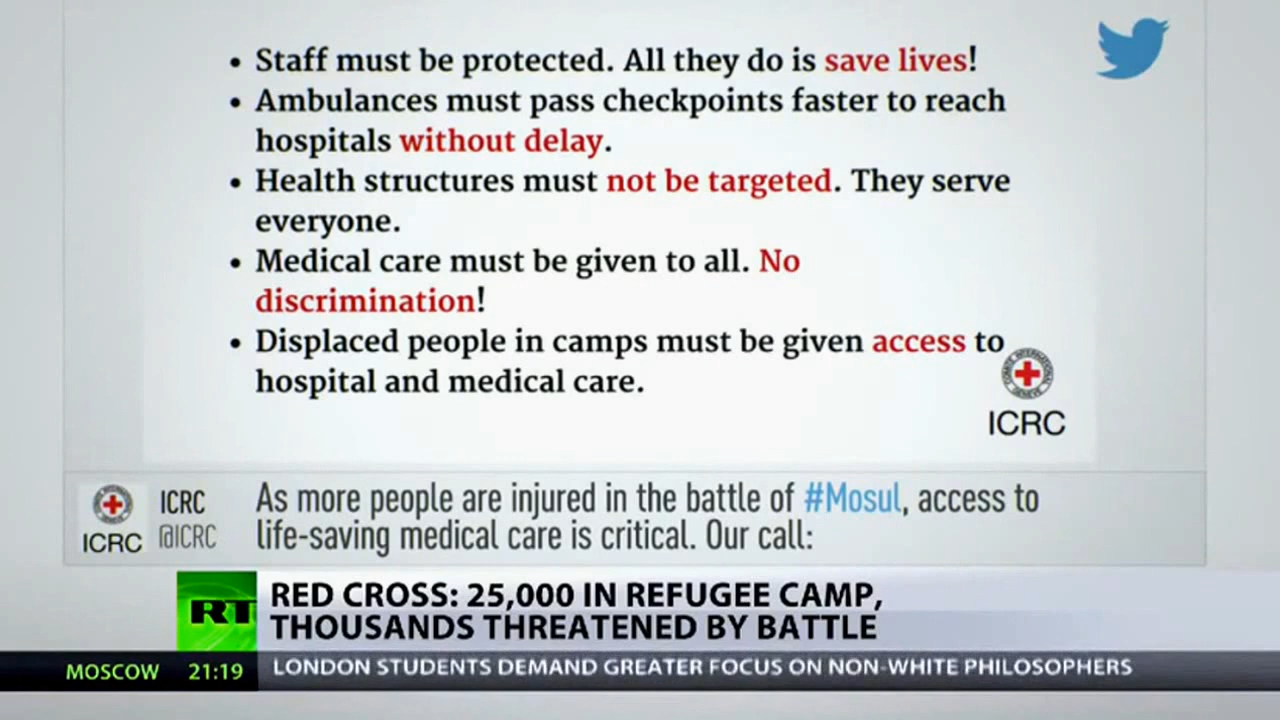 • Staff must be protected. All they do is save lives!
• Ambulances must pass checkpoints faster to reach
hospitals without delay.
• Health structures must not be targeted. They serve
everyone.
• Medical care must be given to all. No
discrimination!
• Displaced people in camps must be given access to
hospital and medical care.
COMITE INTERNATIONAL GENEVE
ICRC
ICRC
ICRC
@ICRC
As more people are injured in the battle of #Mosul, access to
life-saving medical care is critical. Our call:
RT
RED CROSS: 25,000 IN REFUGEE CAMP,
THOUSANDS THREATENED BY BATTLE
MOSCOW 21:19
LONDON STUDENTS DEMAND GREATER FOCUS ON NON-WHITE PHILOSOPHERS